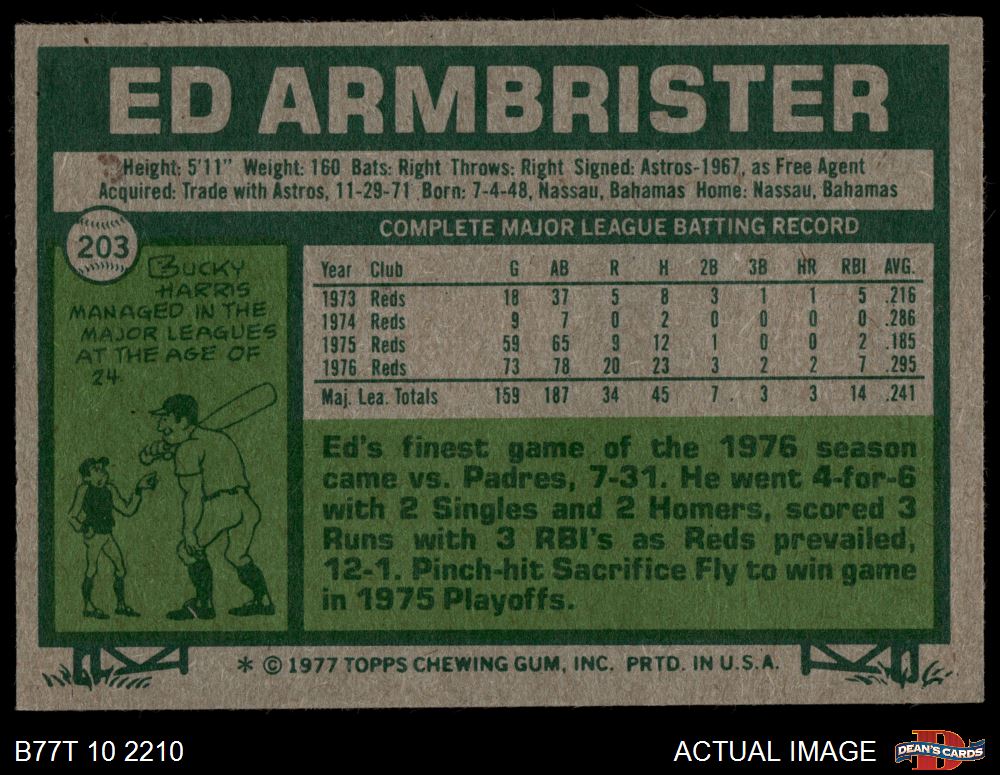 ED ARMBRISTER
Height: 5'11" Weight: 160 Bats: Right Throws: Right Signed: Astros-1967, as Free Agent
Acquired: Trade with Astros, 11-29-71 Born: 7-4-48, Nassau, Bahamas Home: Nassau, Bahamas
203
BUCKY
HARRIS
MANAGED IN THE
MAJOR LEAGUES
AT THE AGE OF
24.
COMPLETE MAJOR LEAGUE BATTING RECORD
Year Club G AB R H 2B 3B HR RBI AVG.
1973 Reds 18 37 5 8 3 1 1 5 .216
1974 Reds 9 7 0 2 0 0 0 0 .286
1975 Reds 59 65 9 12 1 0 0 2 .185
1976 Reds 73 78 20 23 3 2 2 7 .295
Maj. Lea. Totals 159 187 34 45 7 3 3 14 .241
Ed's finest game of the 1976 season
came vs. Padres, 7-31. He went 4-for-6
with 2 Singles and 2 Homers, scored 3
Runs with 3 RBI's as Reds prevailed,
12-1. Pinch-hit Sacrifice Fly to win game
in 1975 Playoffs.
* © 1977 TOPPS CHEWING GUM, INC. PRTD. IN U.S.A.
B77T 10 2210
ACTUAL IMAGE
D
DEAN'S CARDS